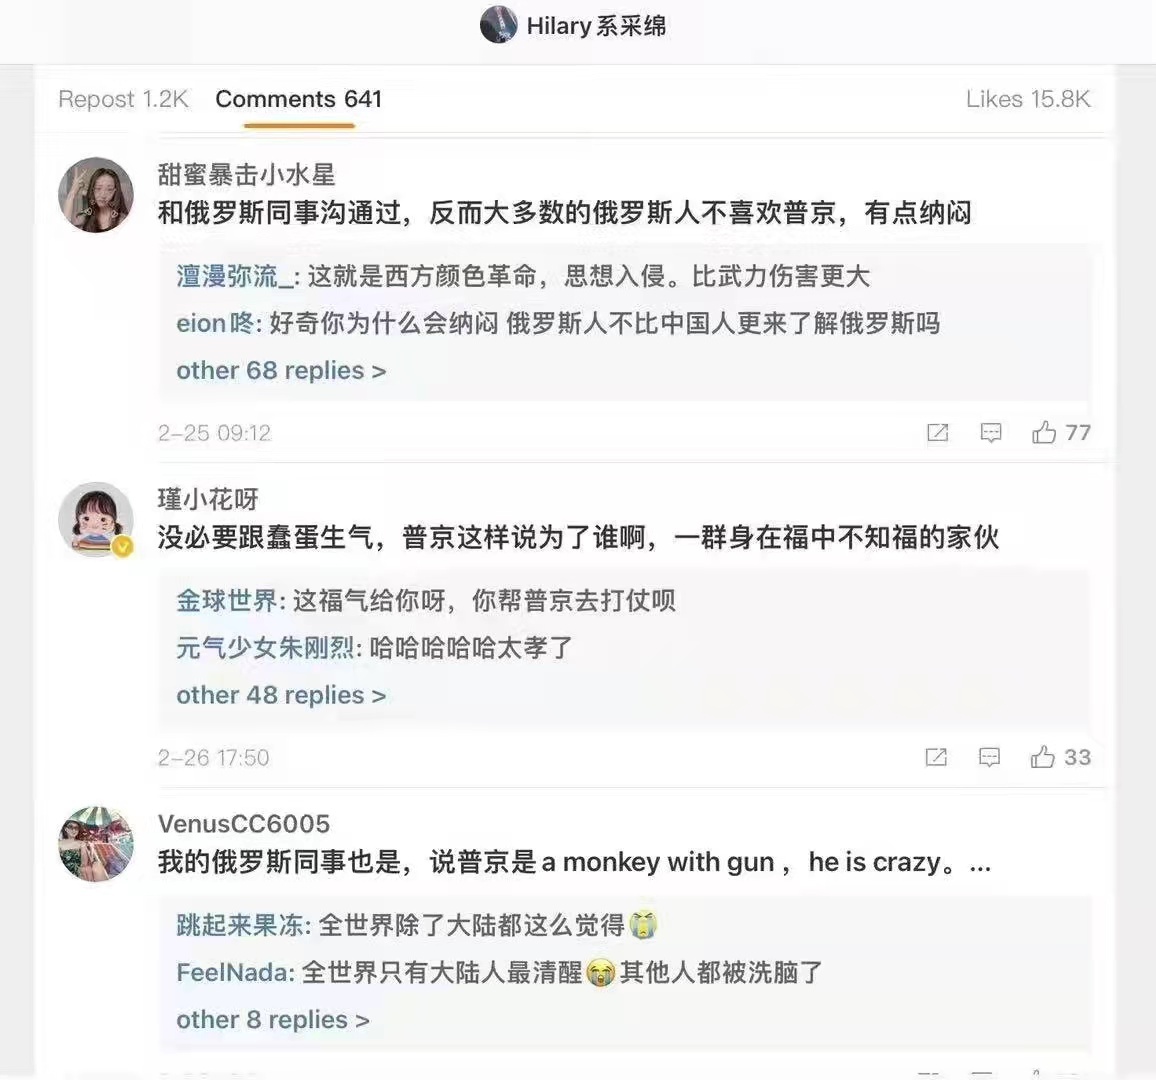 Hilary系采绵
Repost 1.2K Comments 641 Likes 15.8K
甜蜜暴击小水星
和俄罗斯同事沟通过，反而大多数的俄罗斯人不喜欢普京，有点纳闷
澶漫弥流_: 这就是西方颜色革命，思想入侵。比武力伤害更大
eion咚: 好奇你为什么会纳闷 俄罗斯人不比中国人更来了解俄罗斯吗
other 68 replies >
2-25 09:12 77
瑾小花呀
没必要跟蠢蛋生气，普京这样说为了谁啊，一群身在福中不知福的家伙
金球世界: 这福气给你呀，你帮普京去打仗呗
元气少女朱刚烈: 哈哈哈哈哈太孝了
other 48 replies >
2-26 17:50 33
VenusCC6005
我的俄罗斯同事也是，说普京是 a monkey with gun ，he is crazy。...
跳起来果冻: 全世界除了大陆都这么觉得😭
FeelNada: 全世界只有大陆人最清醒😭其他人都被洗脑了
other 8 replies >